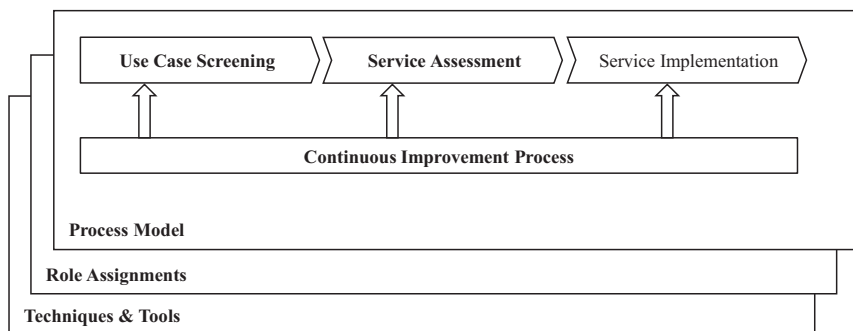 Use Case Screening
Service Assessment
Service Implementation
Continuous Improvement Process
Process Model
Role Assignments
Techniques & Tools